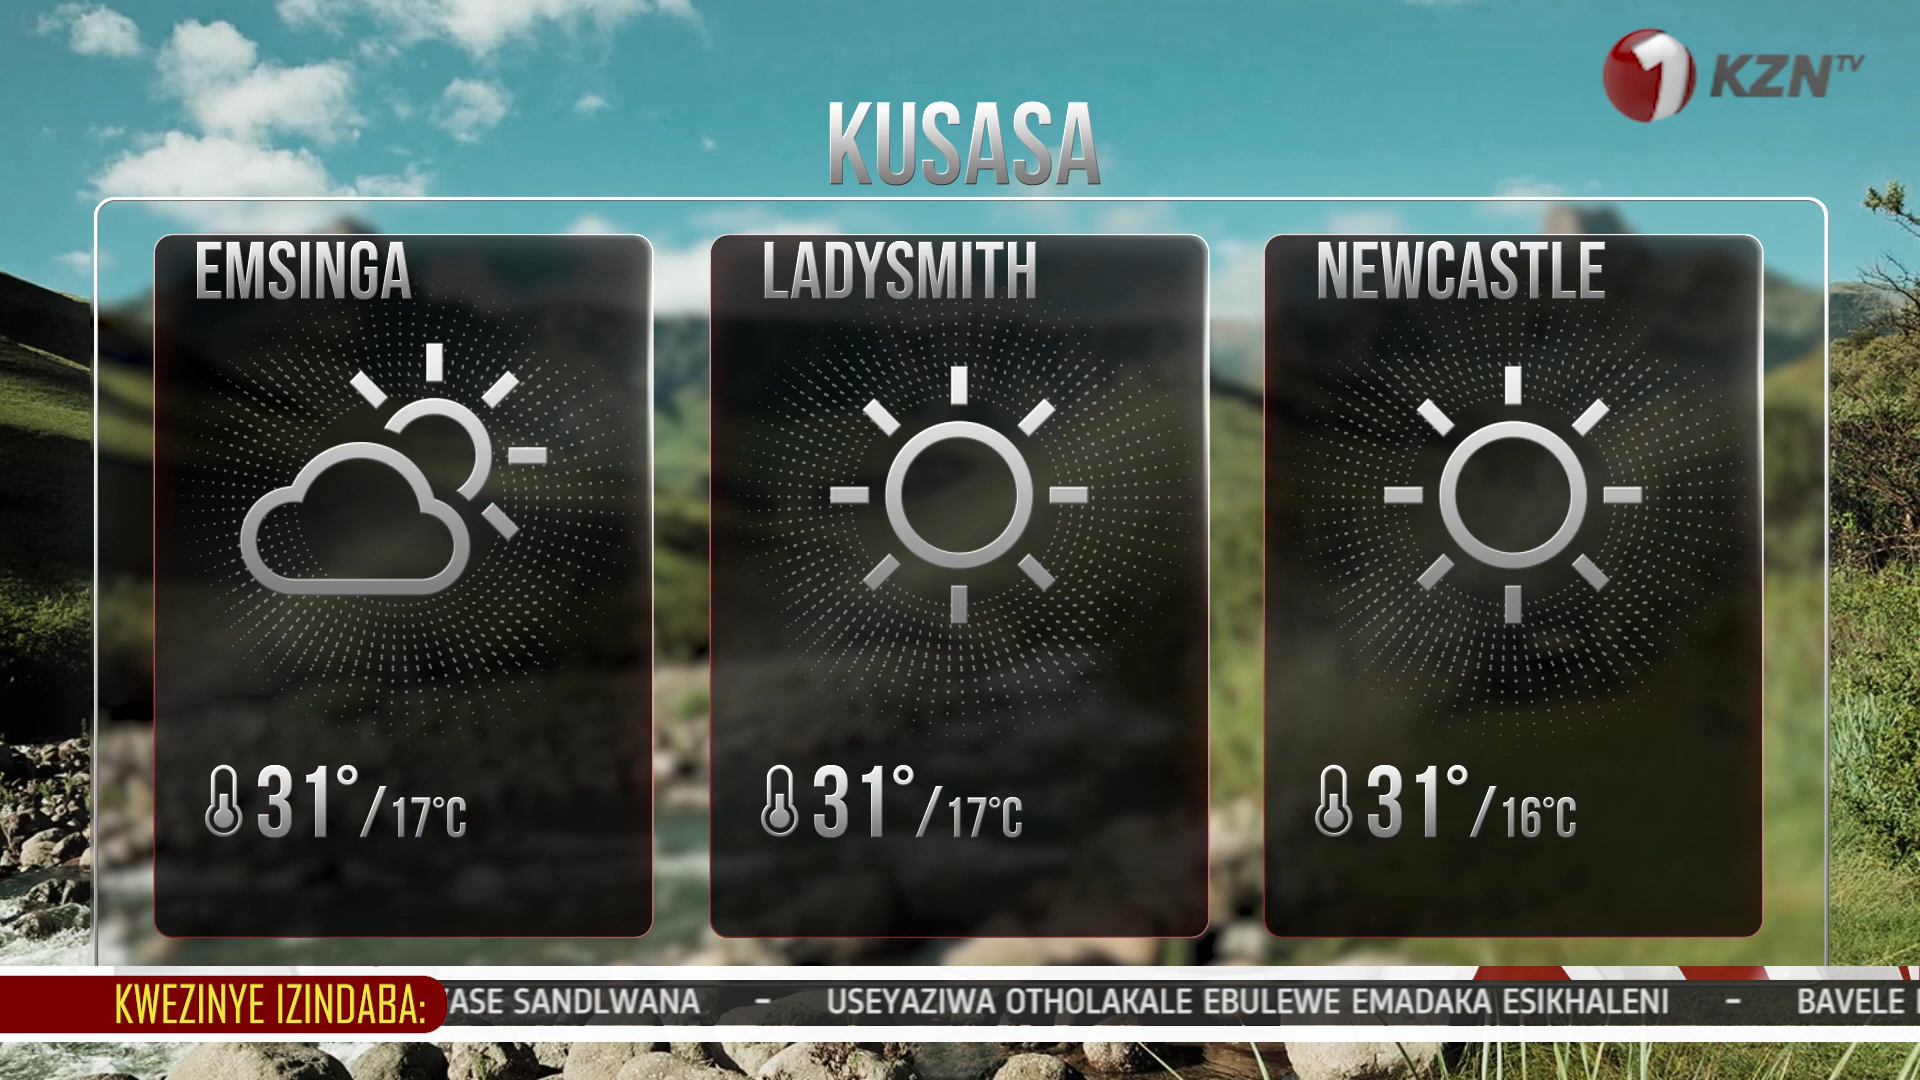 1 KZN TV
KUSASA
EMSINGA
LADYSMITH
NEWCASTLE
31°/17°C
31°/17°C
31°/16°C
KWEZINYE IZINDABA:
SANDLWANA - USEYAZIWA OTHOLAKALE EBULEWE EMADAKA ESIKHALENI - BAVELE